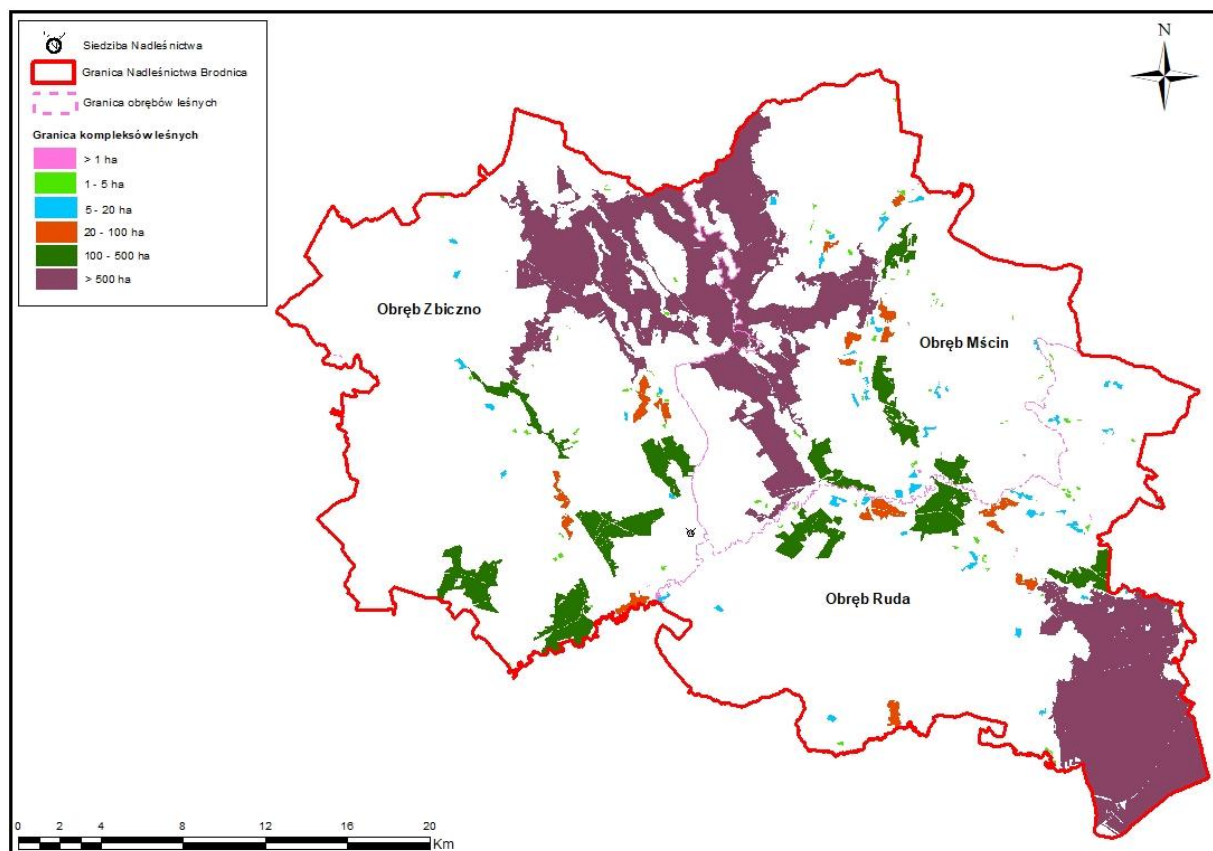 Siedziba Nadleśnictwa
Granica Nadleśnictwa Brodnica
Granica obrębów leśnych
Granica kompleksów leśnych
> 1 ha
1 - 5 ha
5 - 20 ha
20 - 100 ha
100 - 500 ha
> 500 ha
N
Obręb Zbiczno
Obręb Mścin
Obręb Ruda
0 2 4 8 12 16 20
Km